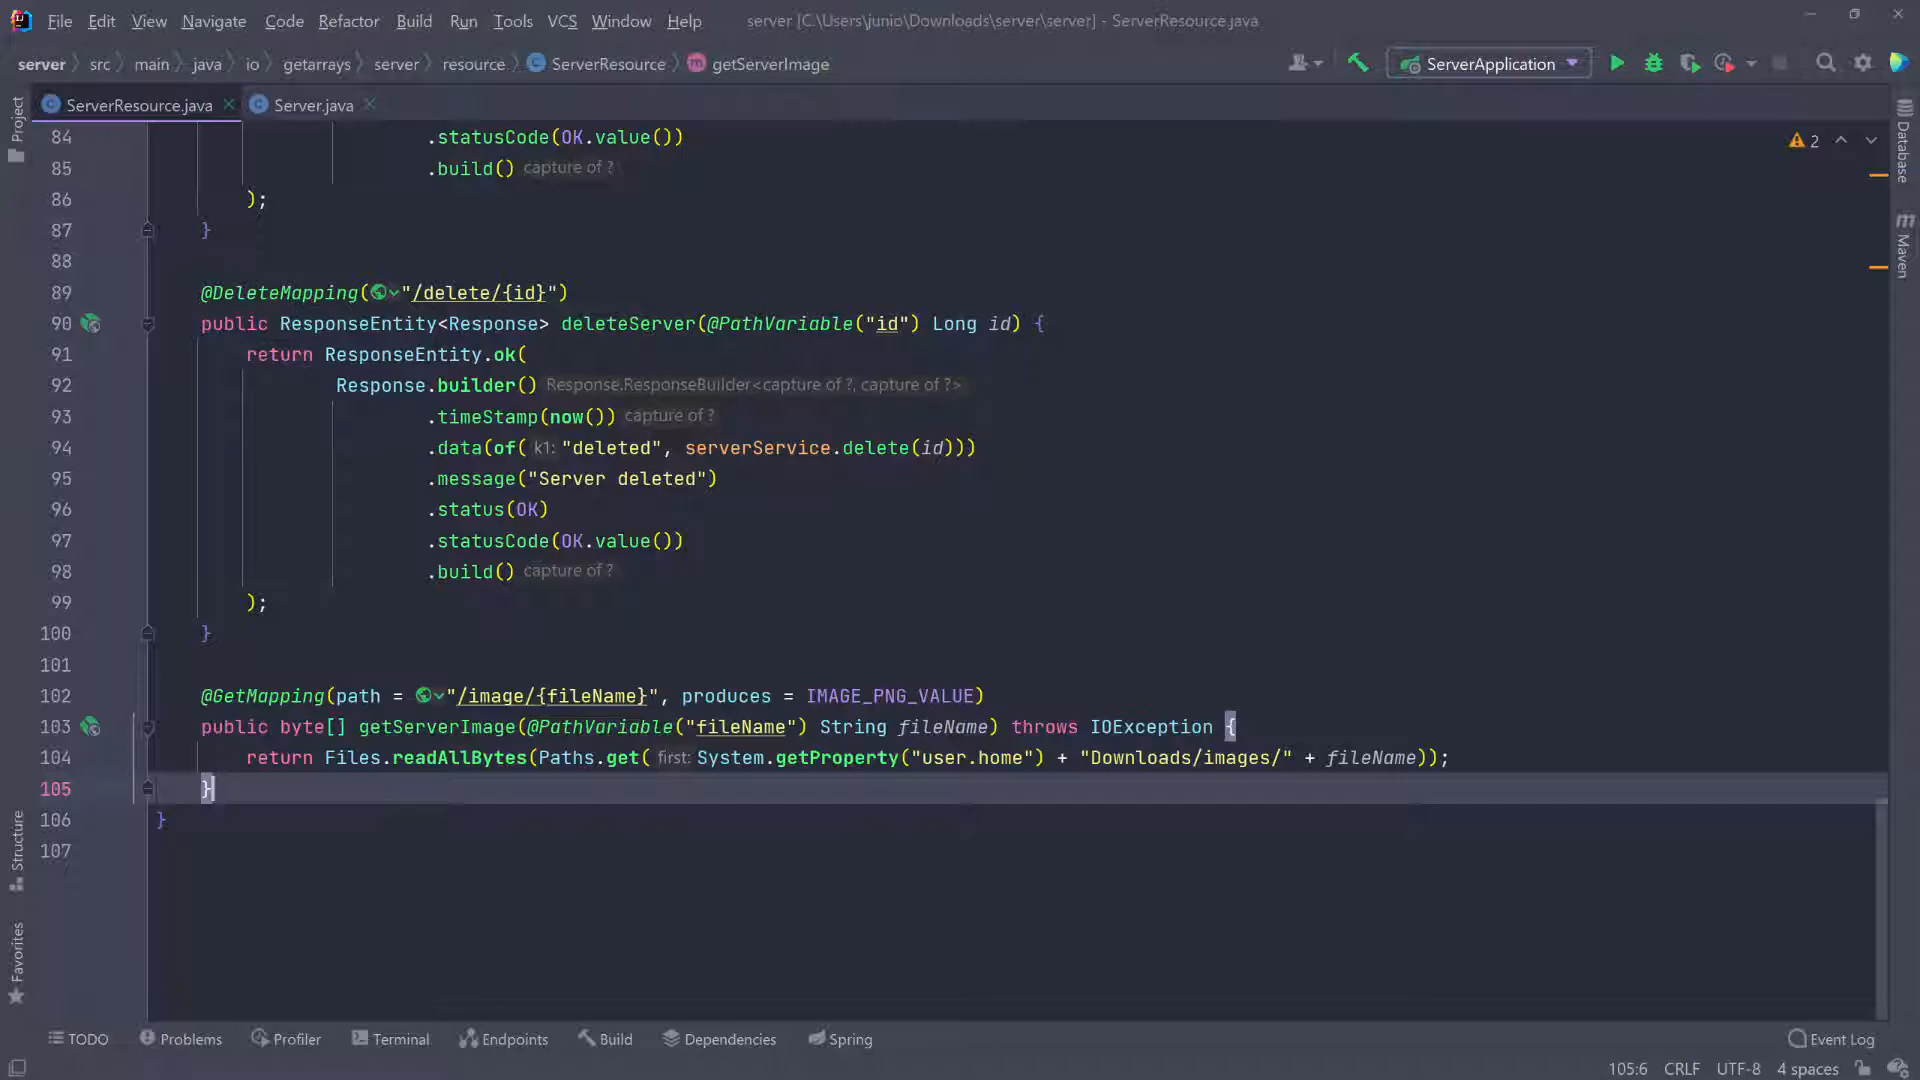 File Edit View Navigate Code Refactor Build Run Tools VCS Window Help server [C:\Users\junio\Downloads\server\server] - ServerResource.java
server src main java io getarrays server resource ServerResource m getServerImage ServerApplication
ServerResource.java Server.java
Project
Structure
Favorites
Database
m Maven
2
84 .statusCode(OK.value())
85 .build() capture of ?
86 );
87 }
88
89 @DeleteMapping("/delete/{id}")
90 public ResponseEntity<Response> deleteServer(@PathVariable("id") Long id) {
91 return ResponseEntity.ok(
92 Response.builder() Response.ResponseBuilder<capture of ?, capture of ?>
93 .timeStamp(now()) capture of ?
94 .data(of( k1: "deleted", serverService.delete(id)))
95 .message("Server deleted")
96 .status(OK)
97 .statusCode(OK.value())
98 .build() capture of ?
99 );
100 }
101
102 @GetMapping(path = "/image/{fileName}", produces = IMAGE_PNG_VALUE)
103 public byte[] getServerImage(@PathVariable("fileName") String fileName) throws IOException {
104 return Files.readAllBytes(Paths.get( first: System.getProperty("user.home") + "Downloads/images/" + fileName));
105 }
106 }
107
TODO Problems Profiler Terminal Endpoints Build Dependencies Spring Event Log
105:6 CRLF UTF-8 4 spaces